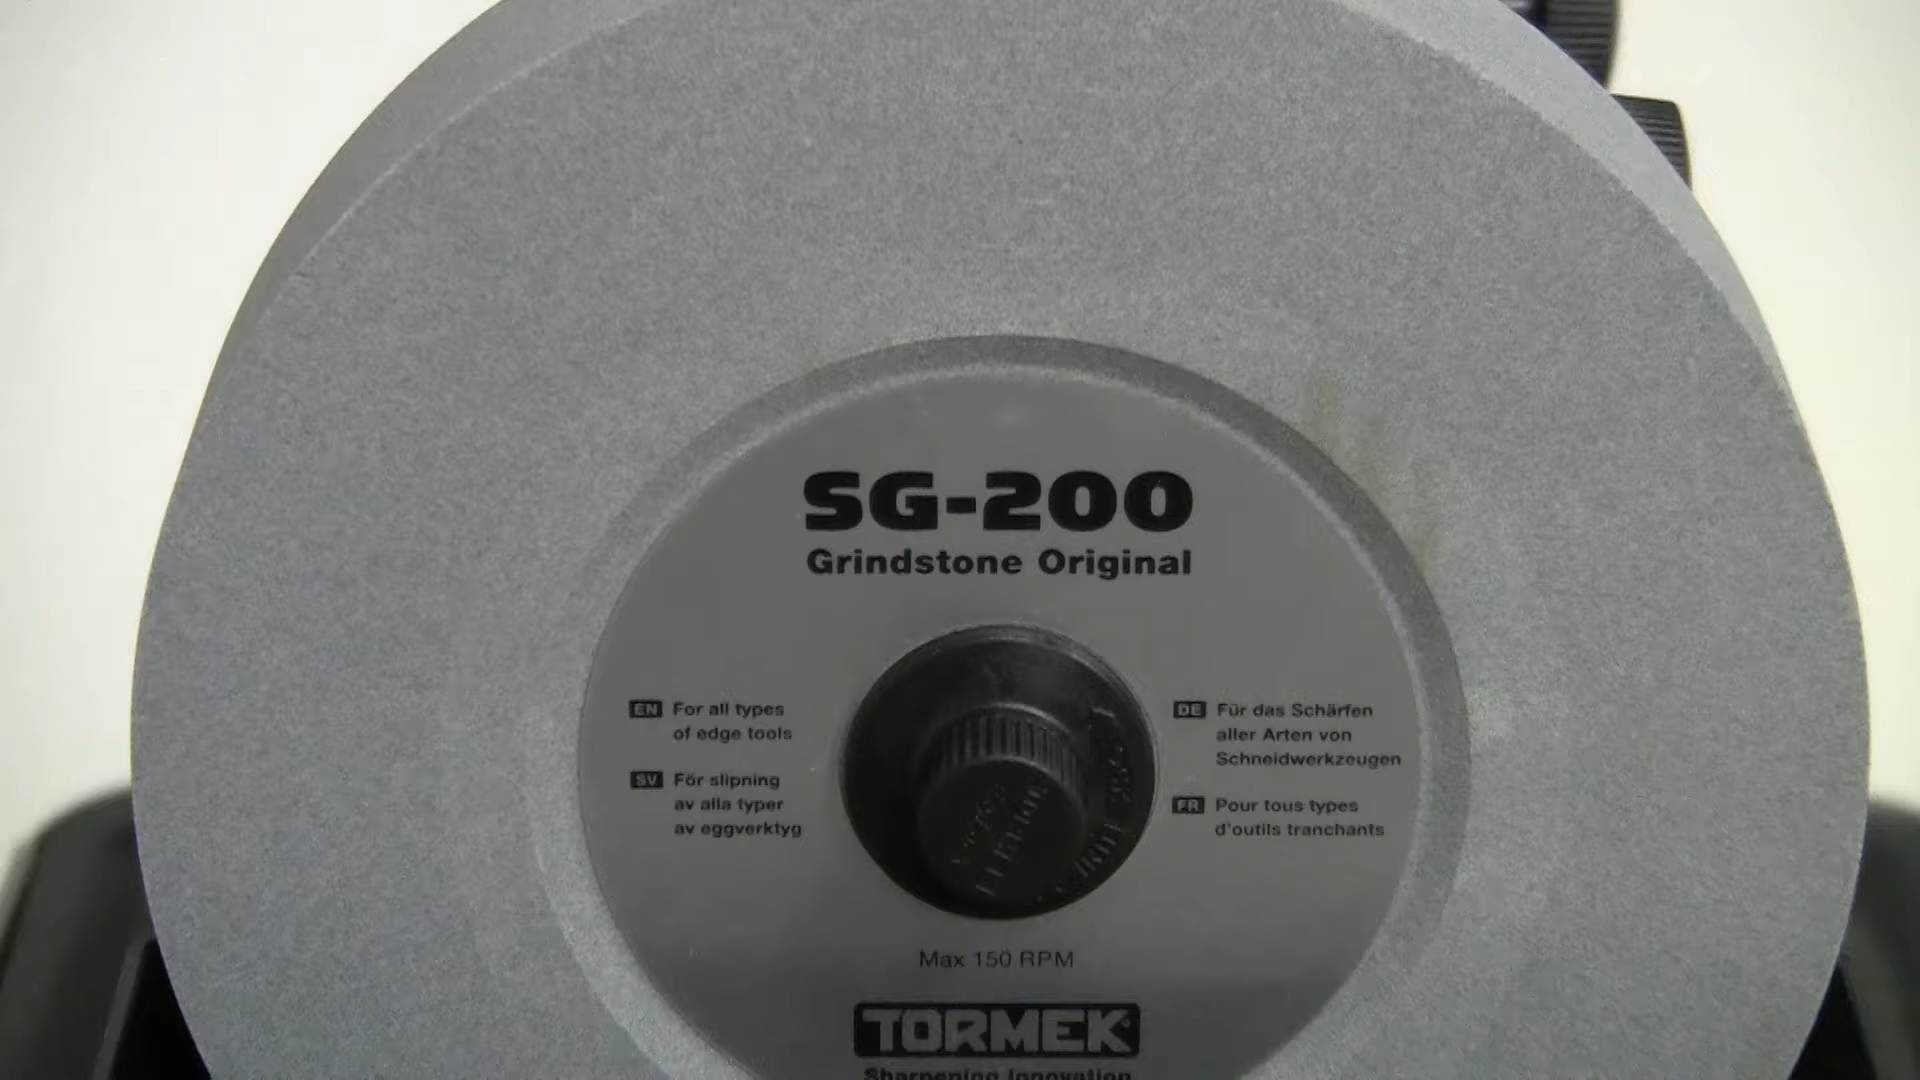 SG-200
Grindstone Original
EN For all types
of edge tools
SV För slipning
av alla typer
av eggverktyg
DE Für das Schärfen
aller Arten von
Schneidwerkzeugen
FR Pour tous types
d'outils tranchants
Max 150 RPM
TORMEK
Sharpening Innovation